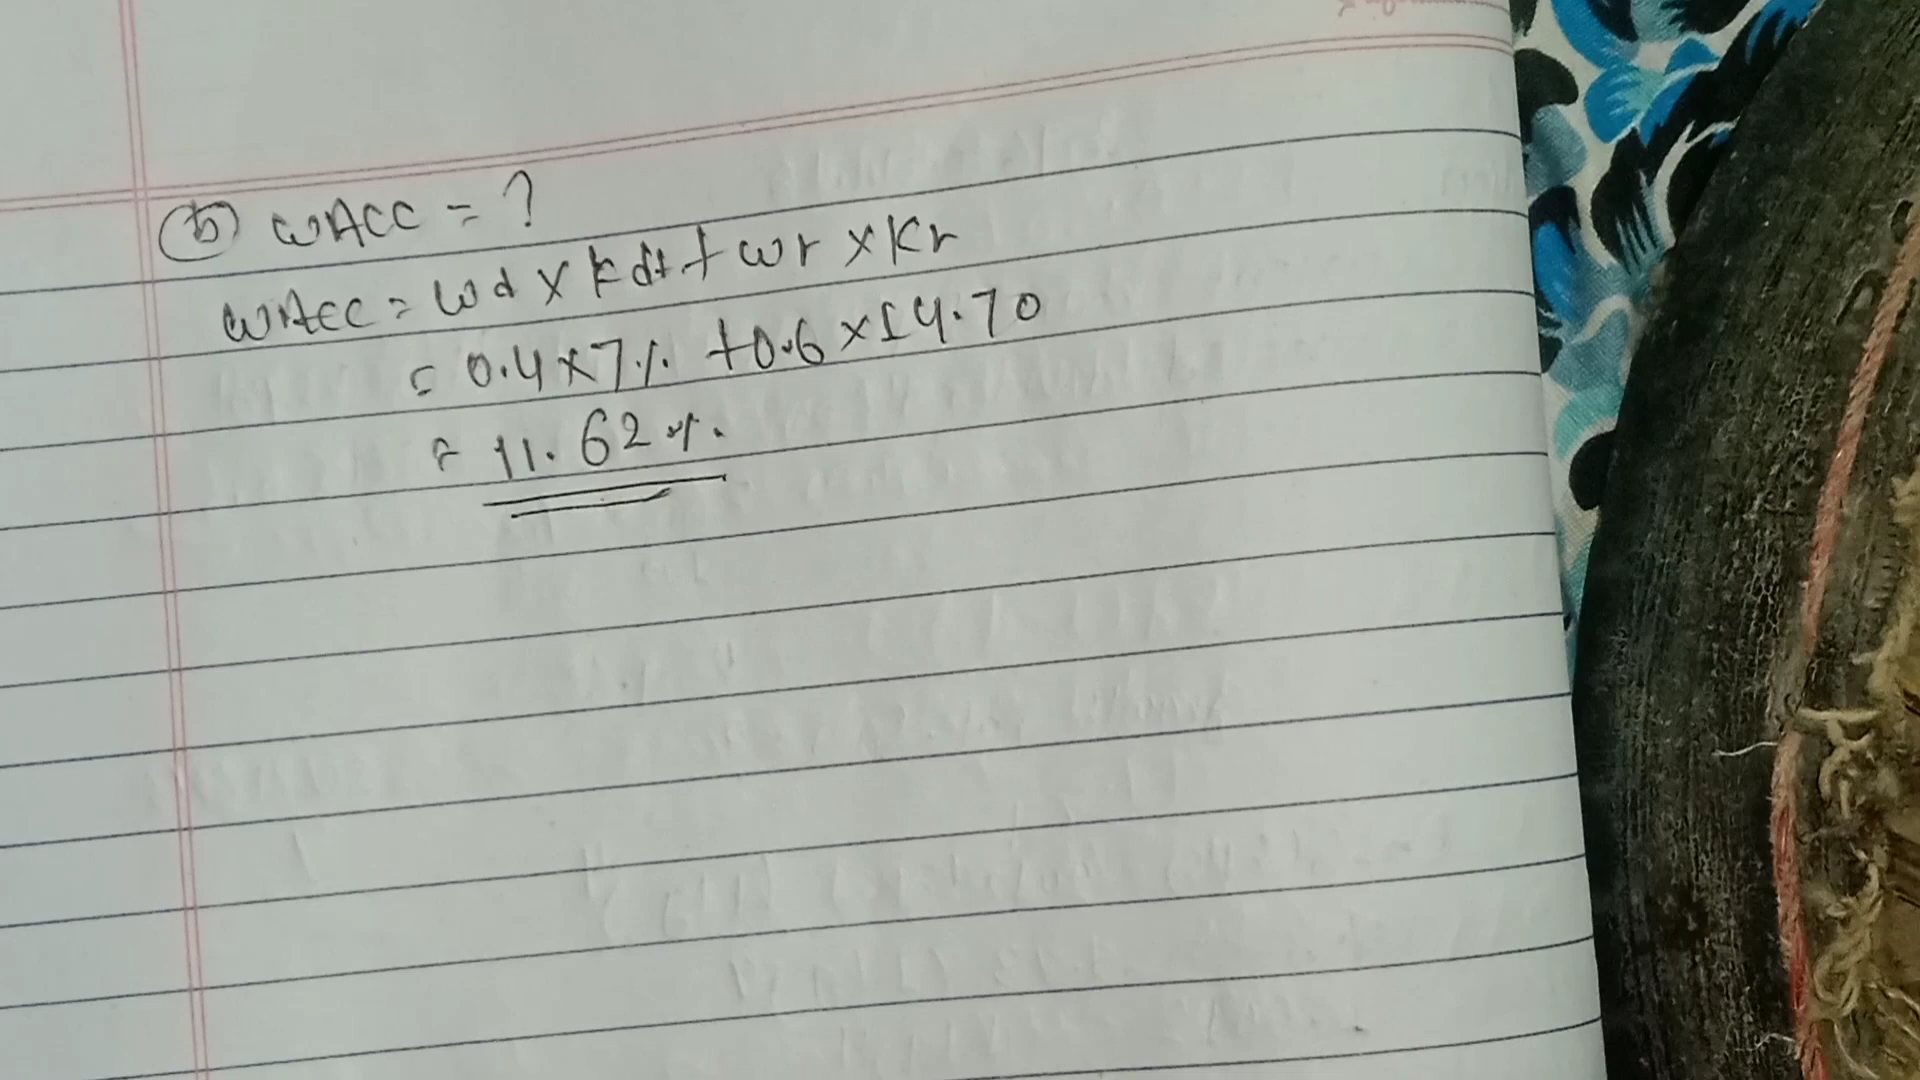 (b) WACC = ?
WACC = wd x kdt + wr x Kr
= 0.4 x 7% + 0.6 x 14.70
= 11.62%